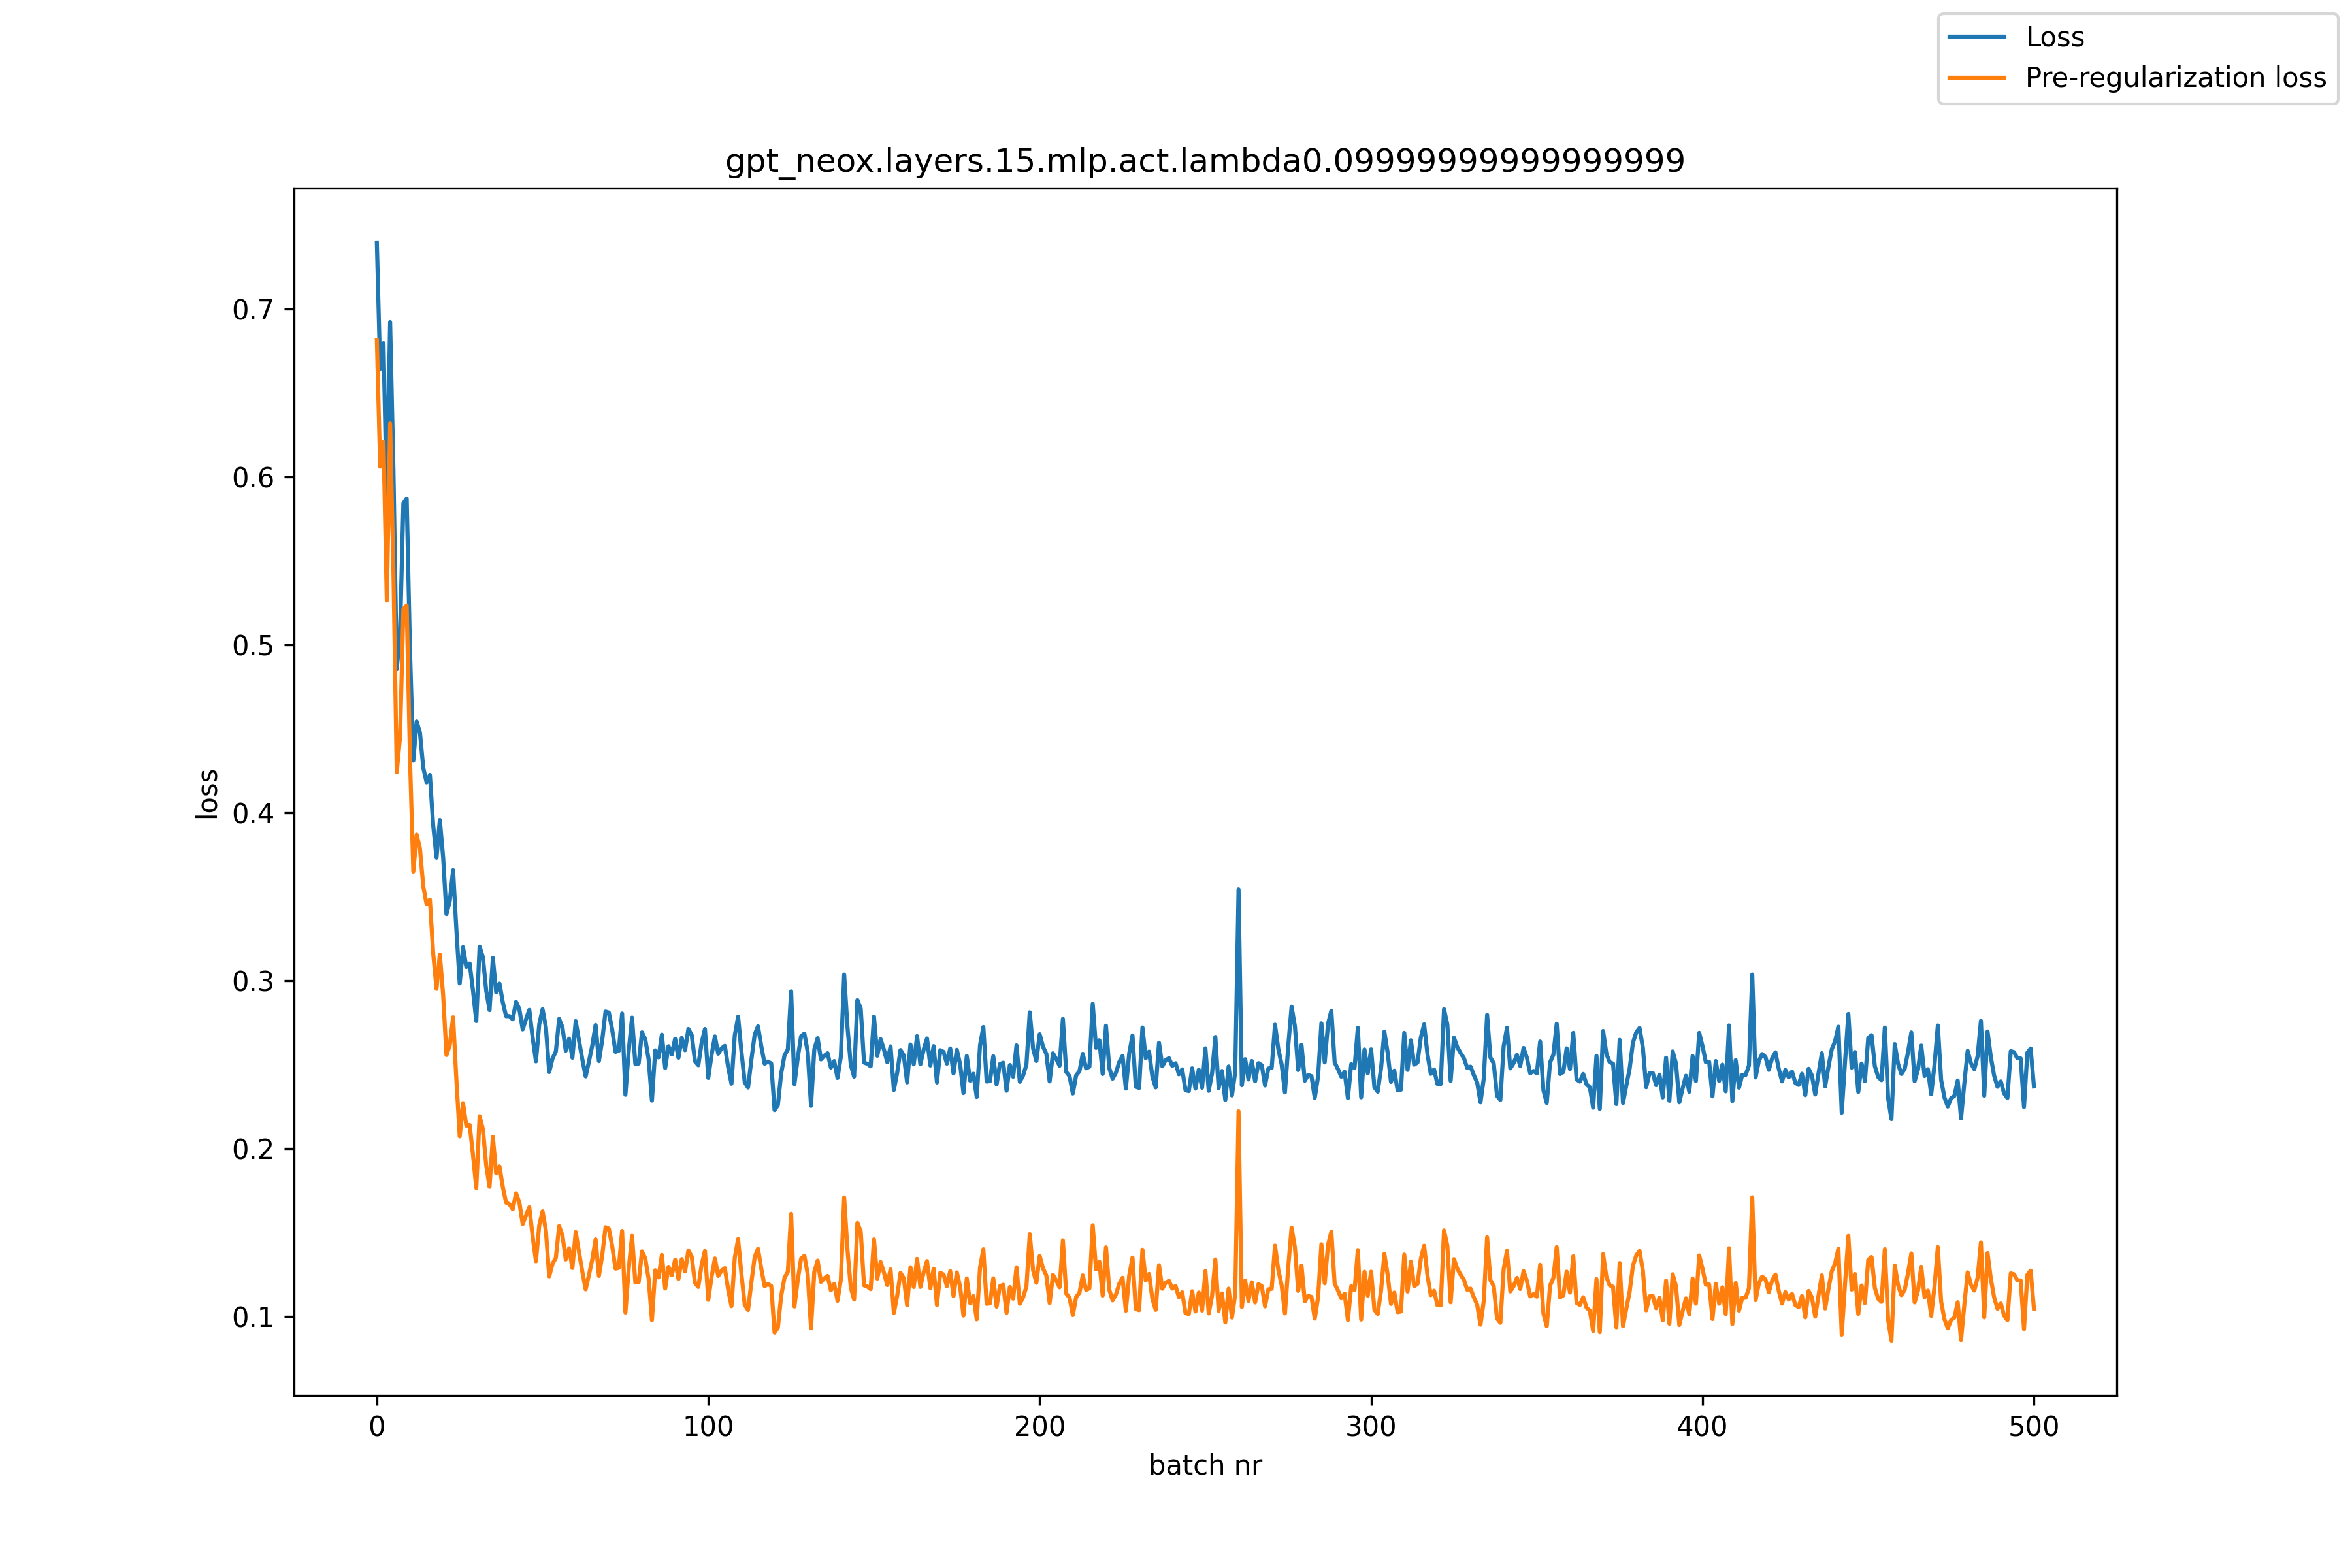 Loss
Pre-regularization loss
gpt_neox.layers.15.mlp.act.lambda0.09999999999999999
0.7
0.6
0.5
0.4
0.3
0.2
0.1
loss
0 100 200 300 400 500
batch nr